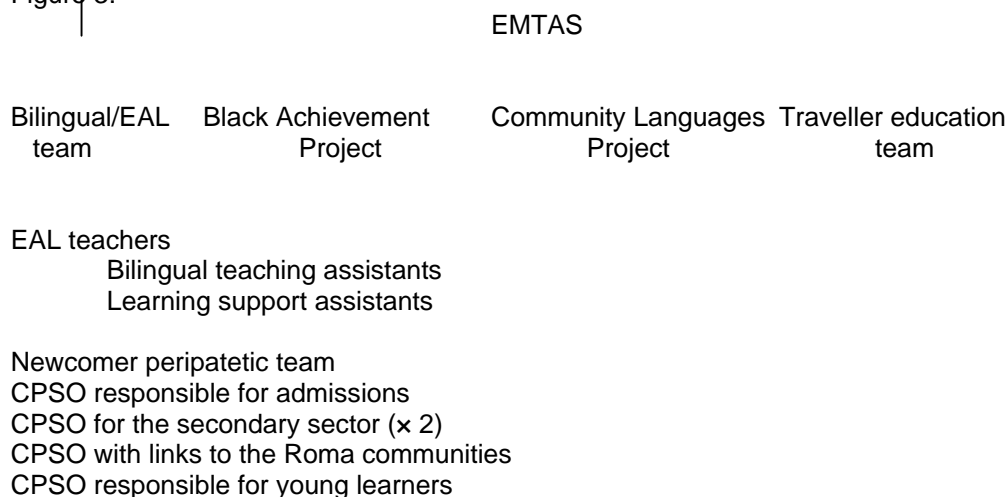 EMTAS
Bilingual/EAL Black Achievement Community Languages Traveller education
team Project Project team
EAL teachers
Bilingual teaching assistants
Learning support assistants
Newcomer peripatetic team
CPSO responsible for admissions
CPSO for the secondary sector (× 2)
CPSO with links to the Roma communities
CPSO responsible for young learners